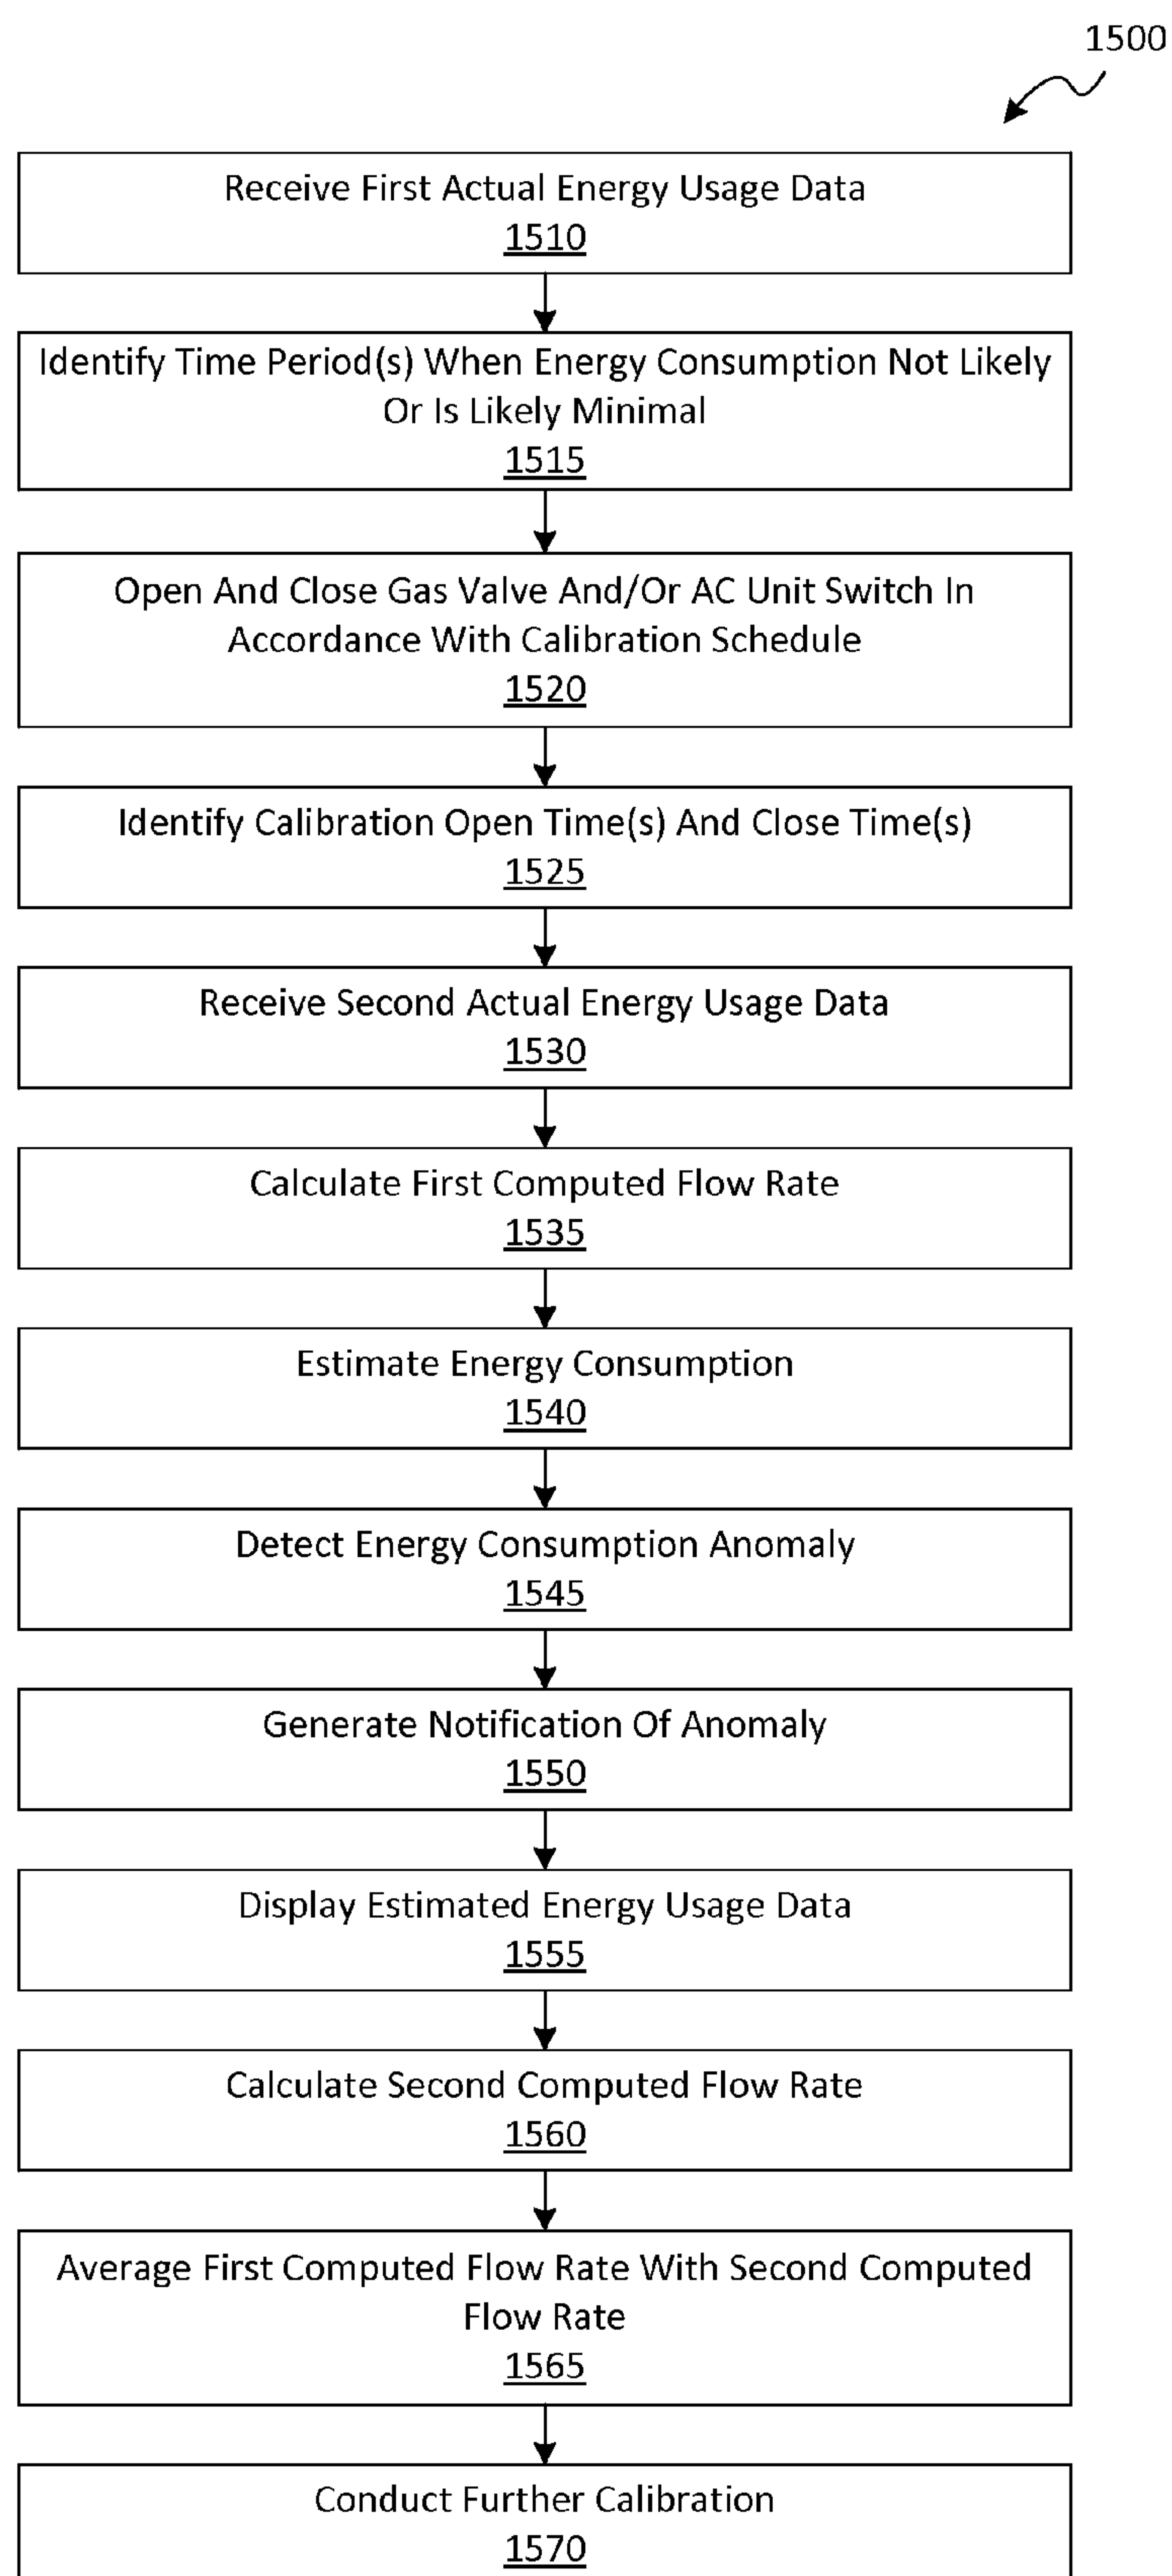 1500
Receive First Actual Energy Usage Data
1510
Identify Time Period(s) When Energy Consumption Not Likely
Or Is Likely Minimal
1515
Open And Close Gas Valve And/Or AC Unit Switch In
Accordance With Calibration Schedule
1520
Identify Calibration Open Time(s) And Close Time(s)
1525
Receive Second Actual Energy Usage Data
1530
Calculate First Computed Flow Rate
1535
Estimate Energy Consumption
1540
Detect Energy Consumption Anomaly
1545
Generate Notification Of Anomaly
1550
Display Estimated Energy Usage Data
1555
Calculate Second Computed Flow Rate
1560
Average First Computed Flow Rate With Second Computed
Flow Rate
1565
Conduct Further Calibration
1570